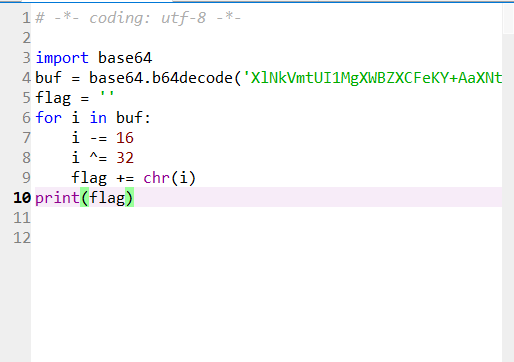 1 # -*- coding: utf-8 -*-
2
3 import base64
4 buf = base64.b64decode('XlNkVmtUI1MgXWBZXCFeKY+AaXNt
5 flag = ''
6 for i in buf:
7     i -= 16
8     i ^= 32
9     flag += chr(i)
10 print(flag)
11
12